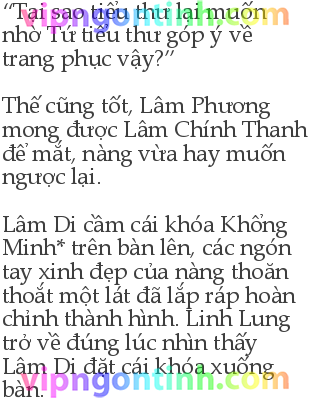 “Tại sao tiểu thư lại muốn
nhờ Tứ tiểu thư góp ý về
trang phục vậy?”
Thế cũng tốt, Lâm Phương
mong được Lâm Chính Thanh
để mắt, nàng vừa hay muốn
ngược lại.
Lâm Di cầm cái khóa Khổng
Minh* trên bàn lên, các ngón
tay xinh đẹp của nàng thoăn
thoắt một lát đã lắp ráp hoàn
chỉnh thành hình. Linh Lung
trở về đúng lúc nhìn thấy
Lâm Di đặt cái khóa xuống
bàn.
vipngontinh.com
vipngontinh.com